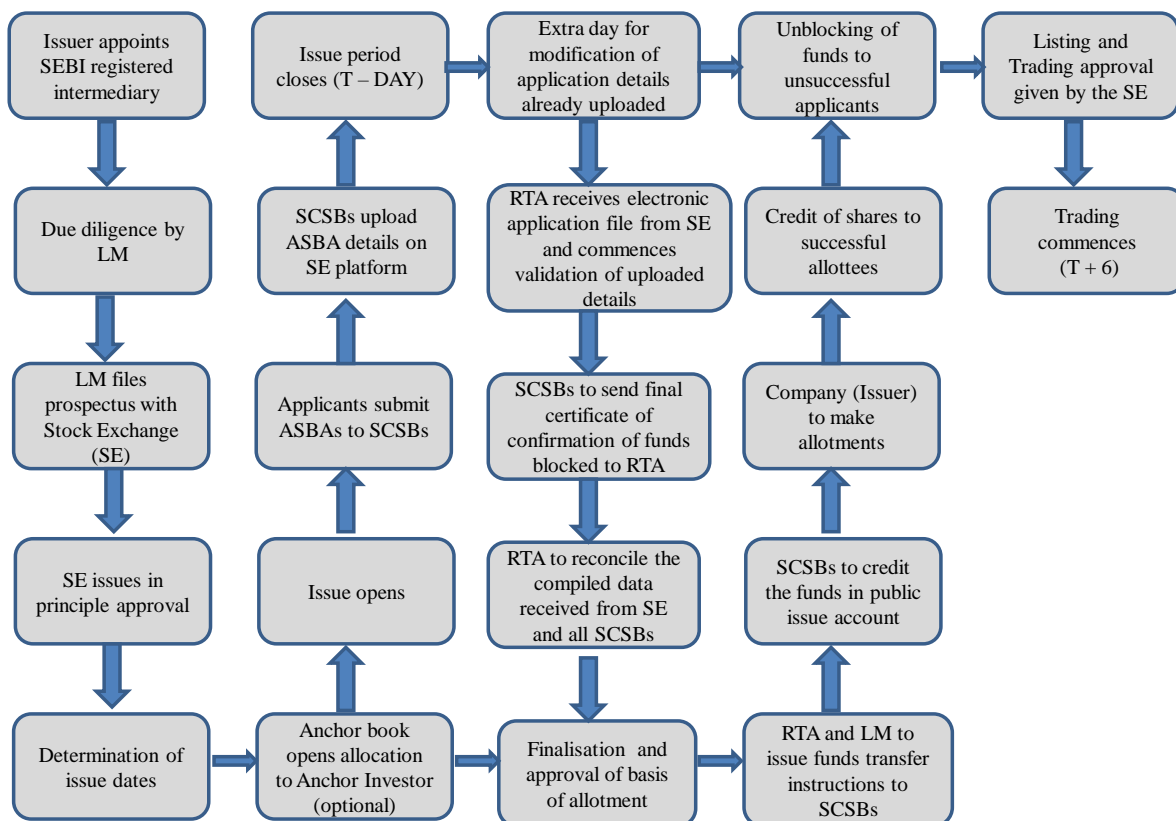 Issuer appoints
SEBI registered
intermediary
Due diligence by
LM
LM files
prospectus with
Stock Exchange
(SE)
SE issues in
principle approval
Determination of
issue dates
Anchor book
opens allocation
to Anchor Investor
(optional)
Issue opens
Applicants submit
ASBAs to SCSBs
SCSBs upload
ASBA details on
SE platform
Issue period
closes (T – DAY)
Extra day for
modification of
application details
already uploaded
RTA receives electronic
application file from SE
and commences
validation of uploaded
details
SCSBs to send final
certificate of
confirmation of funds
blocked to RTA
RTA to reconcile the
compiled data
received from SE
and all SCSBs
Finalisation and
approval of basis
of allotment
RTA and LM to
issue funds transfer
instructions to
SCSBs
SCSBs to credit
the funds in public
issue account
Company (Issuer)
to make
allotments
Credit of shares to
successful
allottees
Unblocking of
funds to
unsuccessful
applicants
Listing and
Trading approval
given by the SE
Trading
commences
(T + 6)